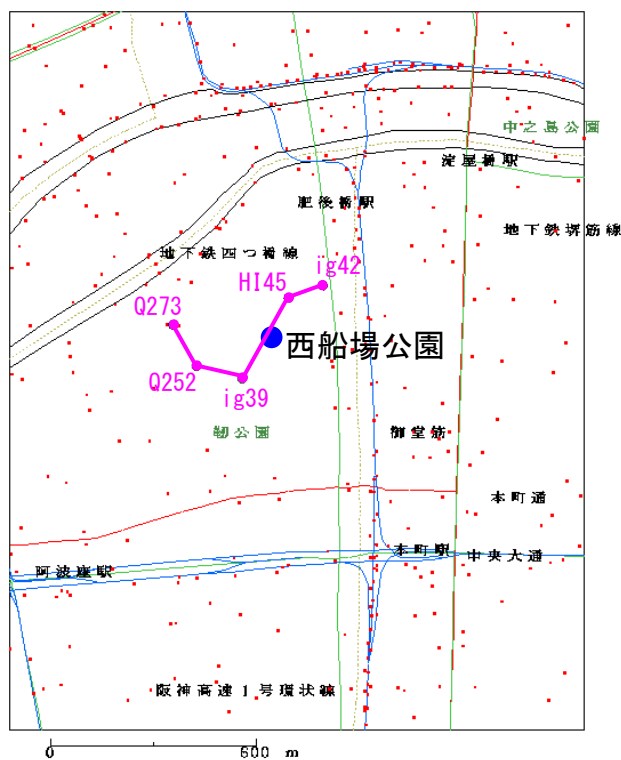 中之島公園
淀屋橋駅
肥後橋駅
地下鉄堺筋線
地下鉄四つ橋線
ig42
HI45
Q273
西船場公園
Q252
ig39
靭公園
御堂筋
本町通
本町駅
中央大通
阿波座駅
阪神高速1号環状線
0 600 m